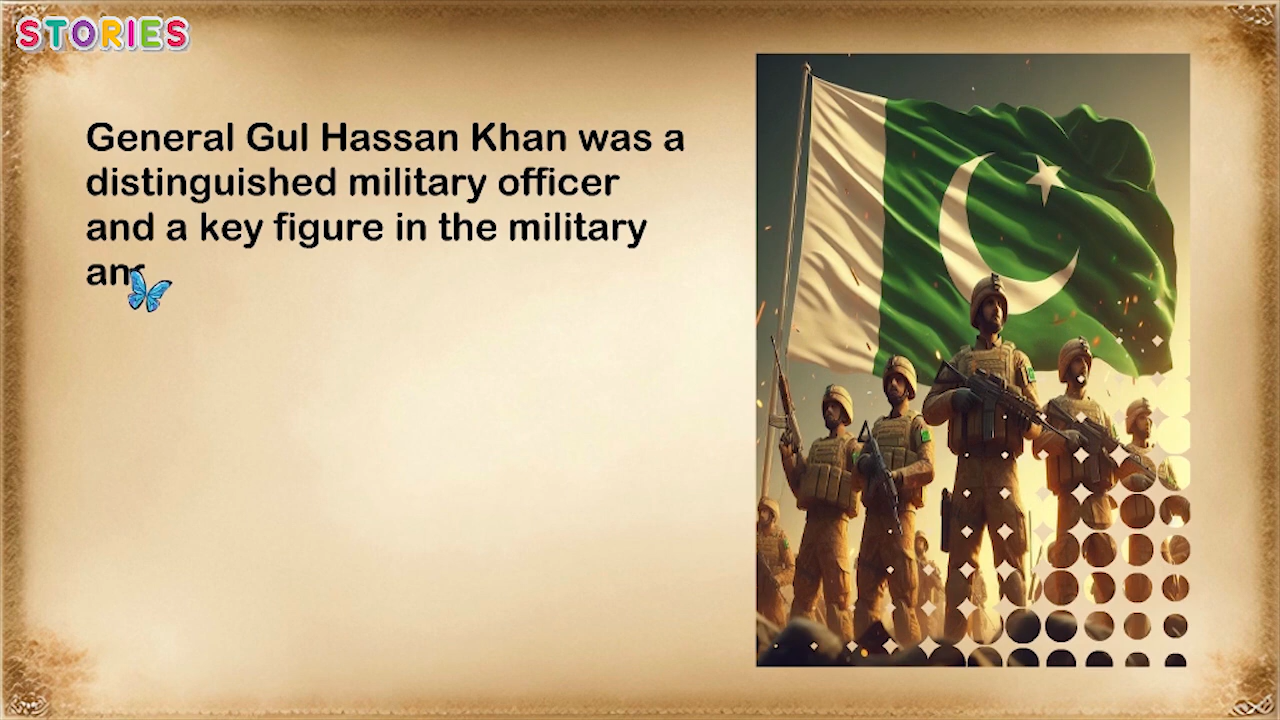 STORIES
General Gul Hassan Khan was a
distinguished military officer
and a key figure in the military